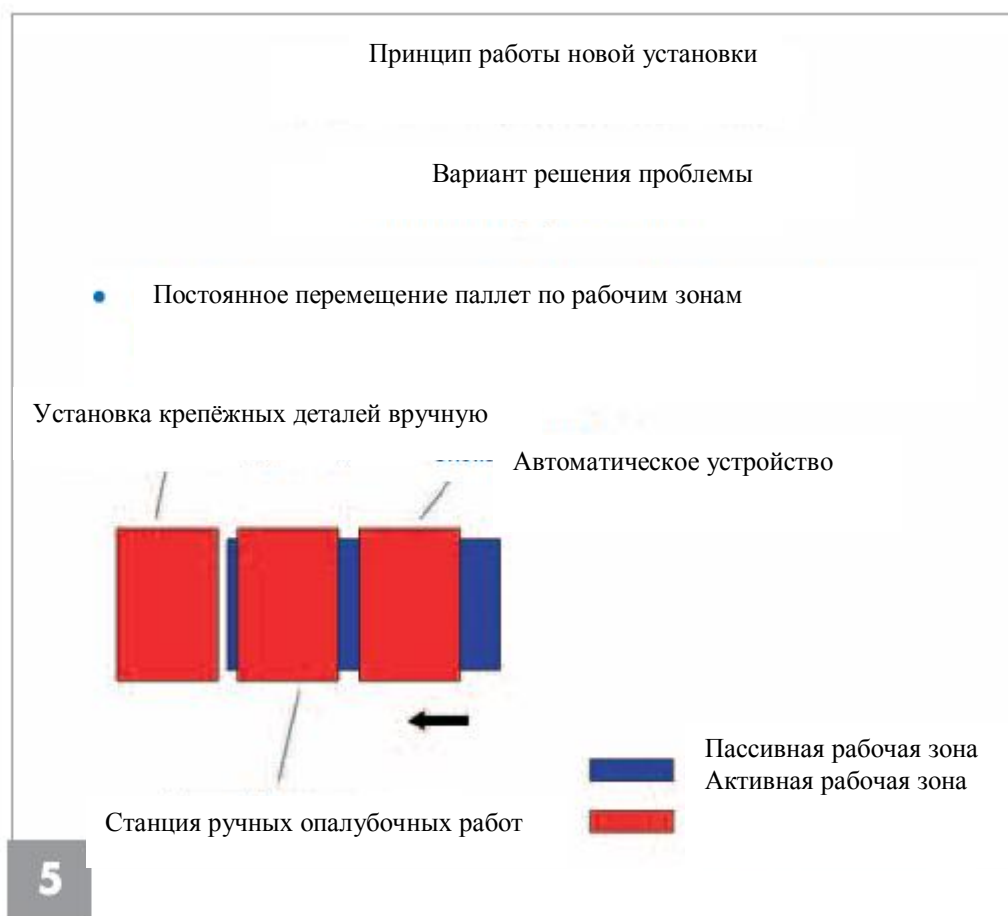 Принцип работы новой установки
Вариант решения проблемы
• Постоянное перемещение паллет по рабочим зонам
Установка крепёжных деталей вручную
Автоматическое устройство
Пассивная рабочая зона
Активная рабочая зона
Станция ручных опалубочных работ
5